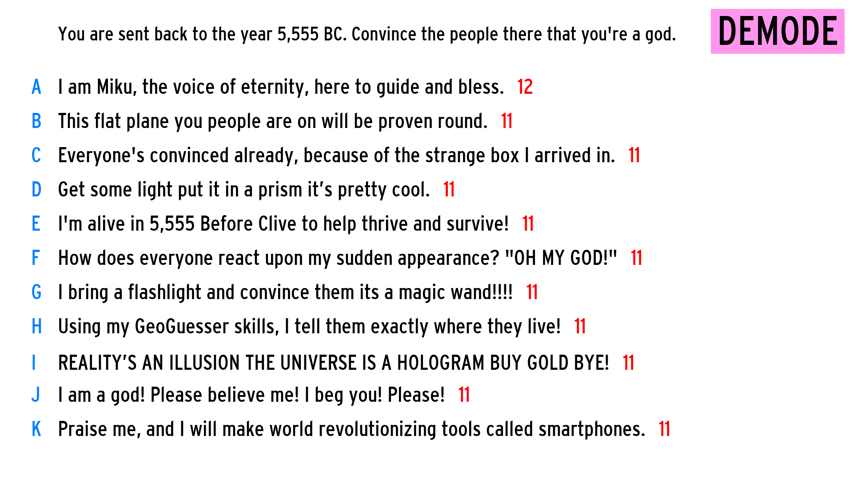 You are sent back to the year 5,555 BC. Convince the people there that you're a god.
DEMODE
A I am Miku, the voice of eternity, here to guide and bless. 12
B This flat plane you people are on will be proven round. 11
C Everyone's convinced already, because of the strange box I arrived in. 11
D Get some light put it in a prism it’s pretty cool. 11
E I'm alive in 5,555 Before Clive to help thrive and survive! 11
F How does everyone react upon my sudden appearance? "OH MY GOD!" 11
G I bring a flashlight and convince them its a magic wand!!!! 11
H Using my GeoGuesser skills, I tell them exactly where they live! 11
I REALITY’S AN ILLUSION THE UNIVERSE IS A HOLOGRAM BUY GOLD BYE! 11
J I am a god! Please believe me! I beg you! Please! 11
K Praise me, and I will make world revolutionizing tools called smartphones. 11